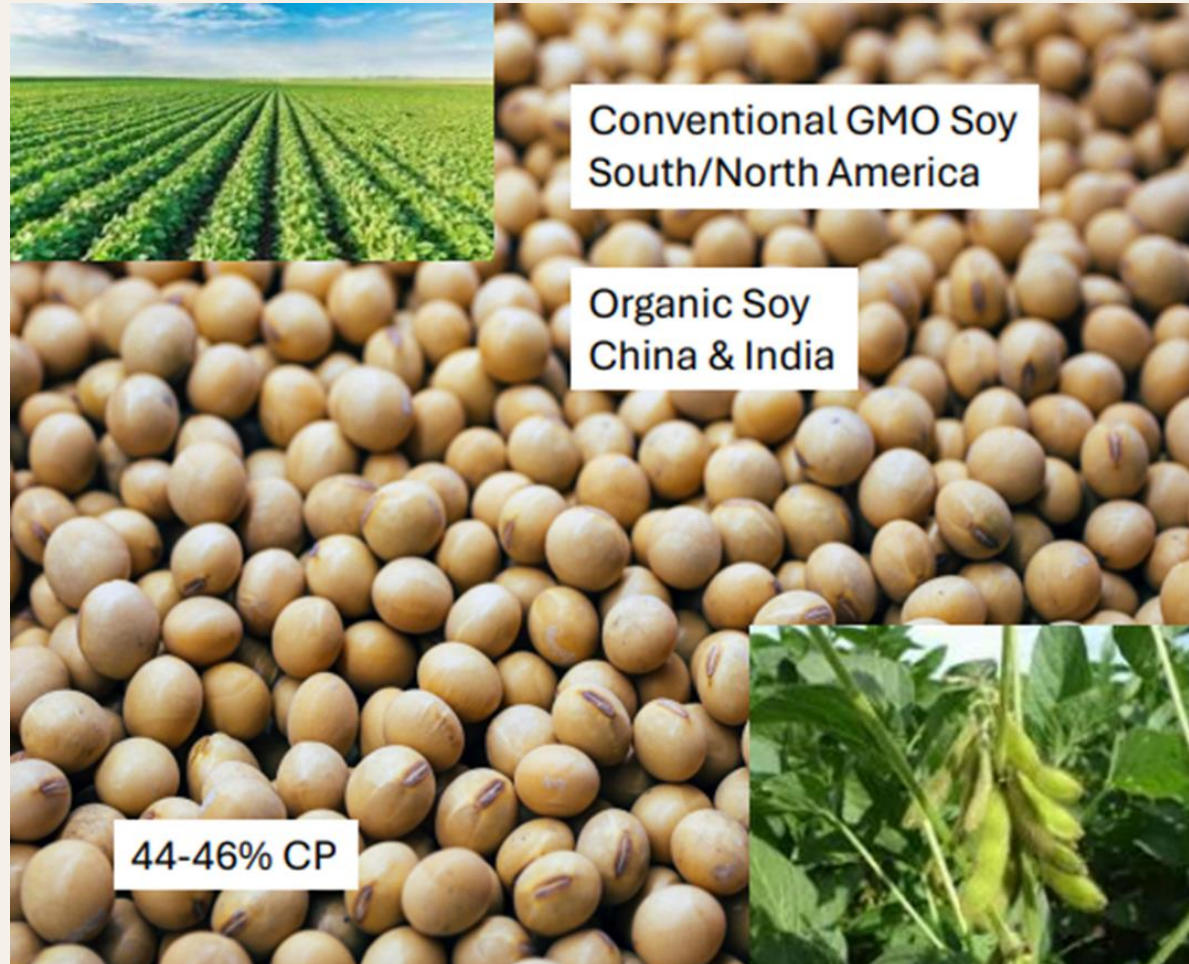 Conventional GMO Soy
South/North America
Organic Soy
China & India
44-46% CP